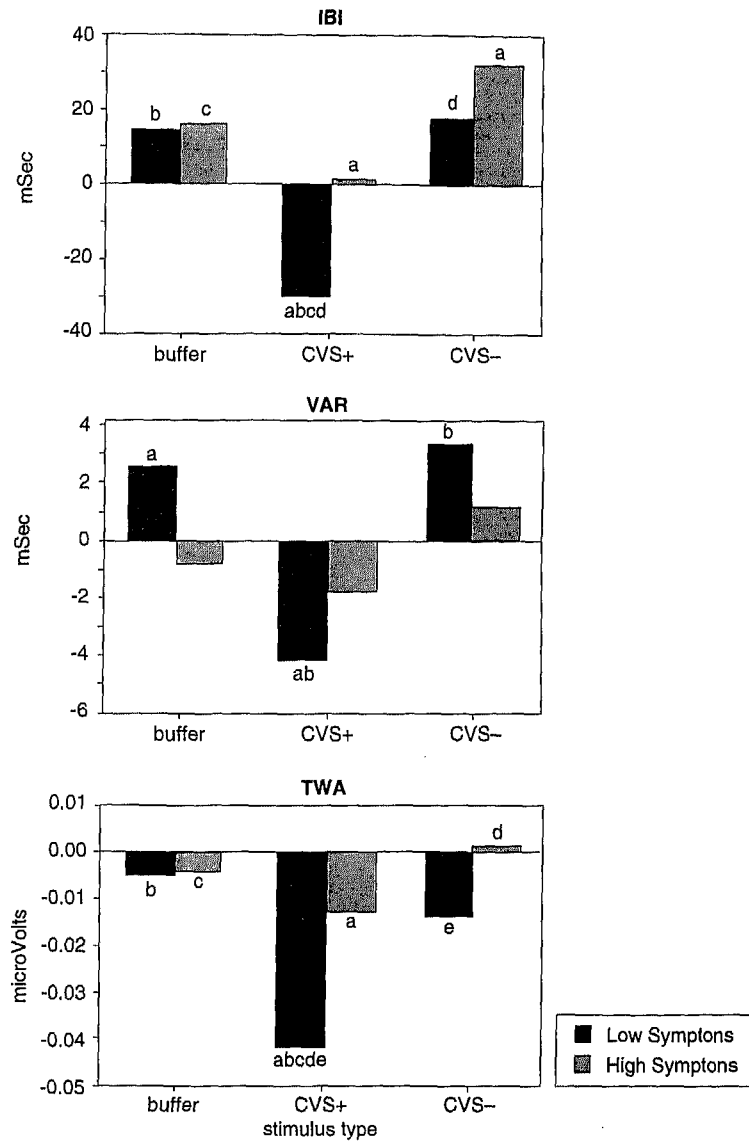 IBI
40
20
0
-20
-40
mSec
b
c
abcd
a
d
a
buffer
CVS+
CVS–
VAR
4
2
0
-2
-4
-6
mSec
a
ab
b
buffer
CVS+
CVS–
TWA
0.01
0.00
-0.01
-0.02
-0.03
-0.04
-0.05
microVolts
b
c
abcde
a
e
d
buffer
CVS+
CVS–
stimulus type
Low Symptons
High Symptons